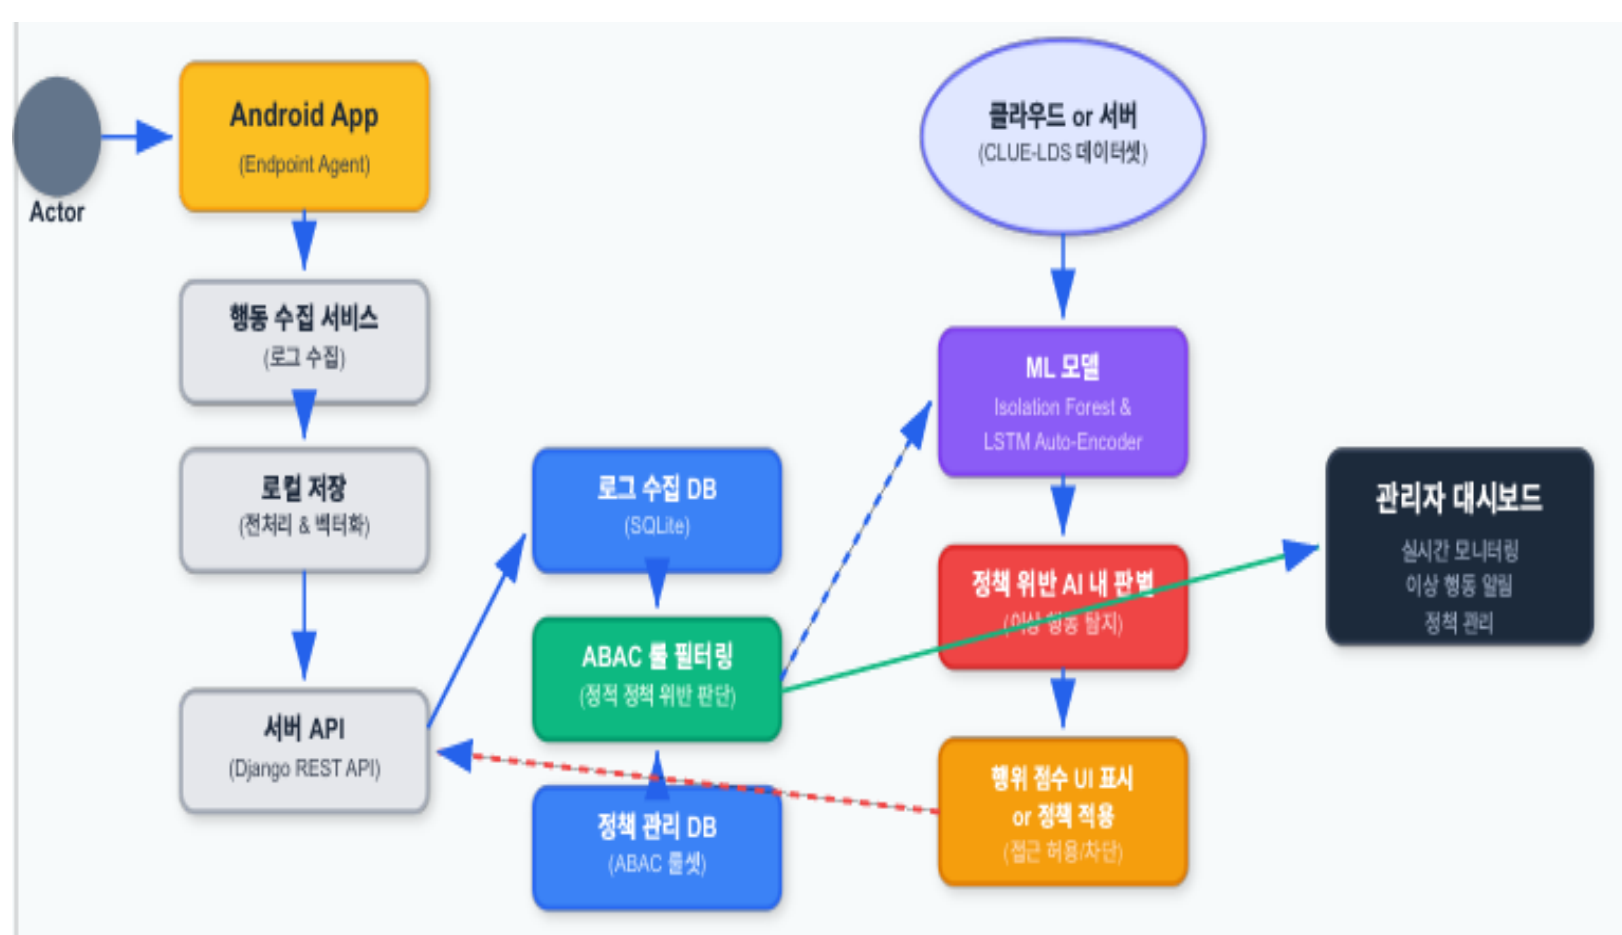 Actor
Android App
(Endpoint Agent)
행동 수집 서비스
(로그 수집)
로컬 저장
(전처리 & 벡터화)
서버 API
(Django REST API)
로그 수집 DB
(SQLite)
ABAC 룰 필터링
(정적 정책 위반 판단)
정책 관리 DB
(ABAC 룰셋)
클라우드 or 서버
(CLUE-LDS 데이터셋)
ML 모델
Isolation Forest &
LSTM Auto-Encoder
정책 위반 AI 내 판별
(이상 행동 탐지)
행위 점수 UI 표시
or 정책 적용
(접근 허용/차단)
관리자 대시보드
실시간 모니터링
이상 행동 알림
정책 관리